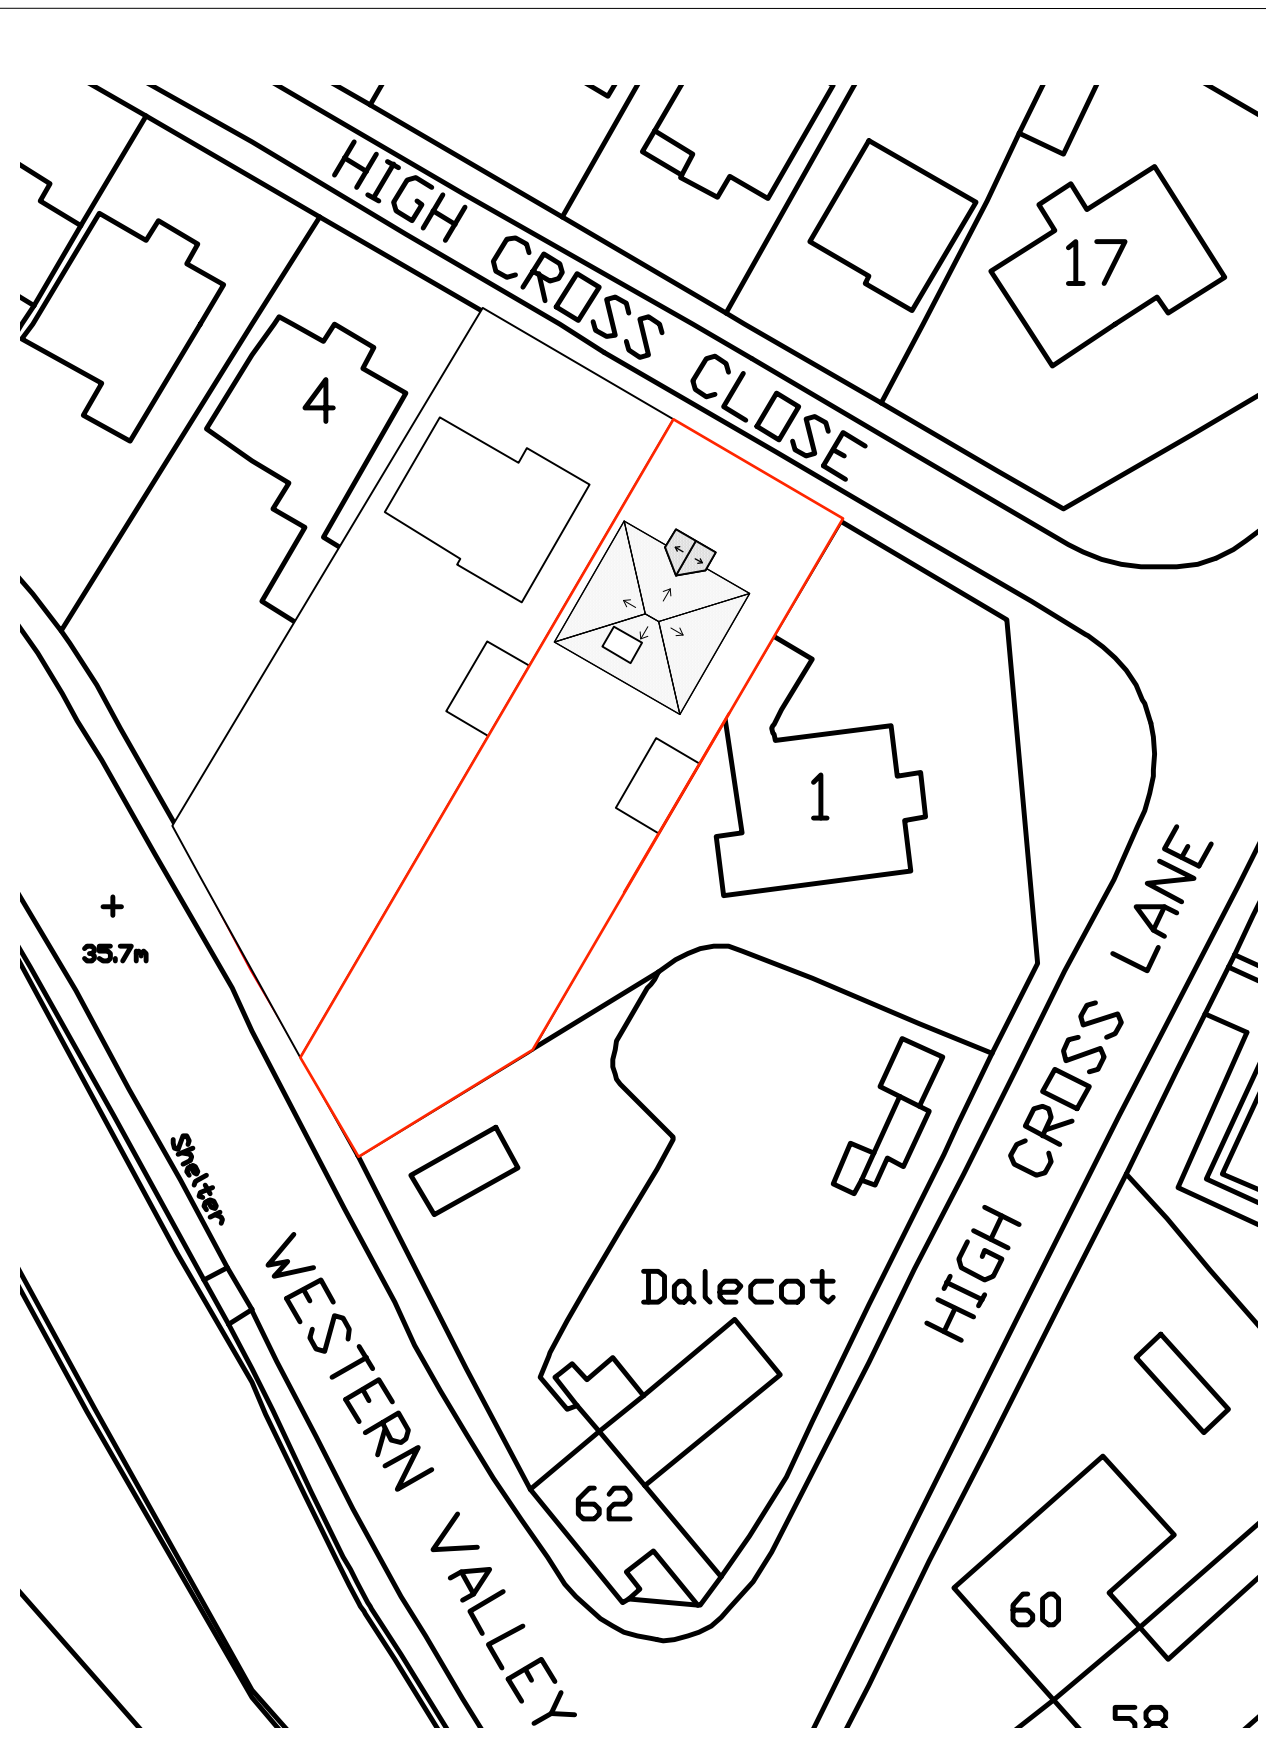 HIGH CROSS CLOSE
17
4
1
HIGH CROSS LANE
35.7m
Shelter
WESTERN VALLEY
Dalecot
62
60
58